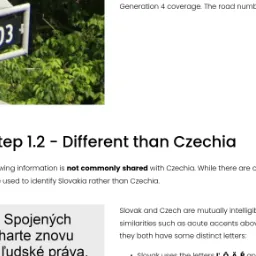 Generation 4 coverage. The road numb
03
tep 1.2 - Different than Czechia
wing information is not commonly shared with Czechia. While there are c
used to identify Slovakia rather than Czechia.
Spojených
harte znovu
ľudské práva.
Slovak and Czech are mutually intelligib
similarities such as acute accents abov
they both have some distinct letters:
Slovak uses the letters